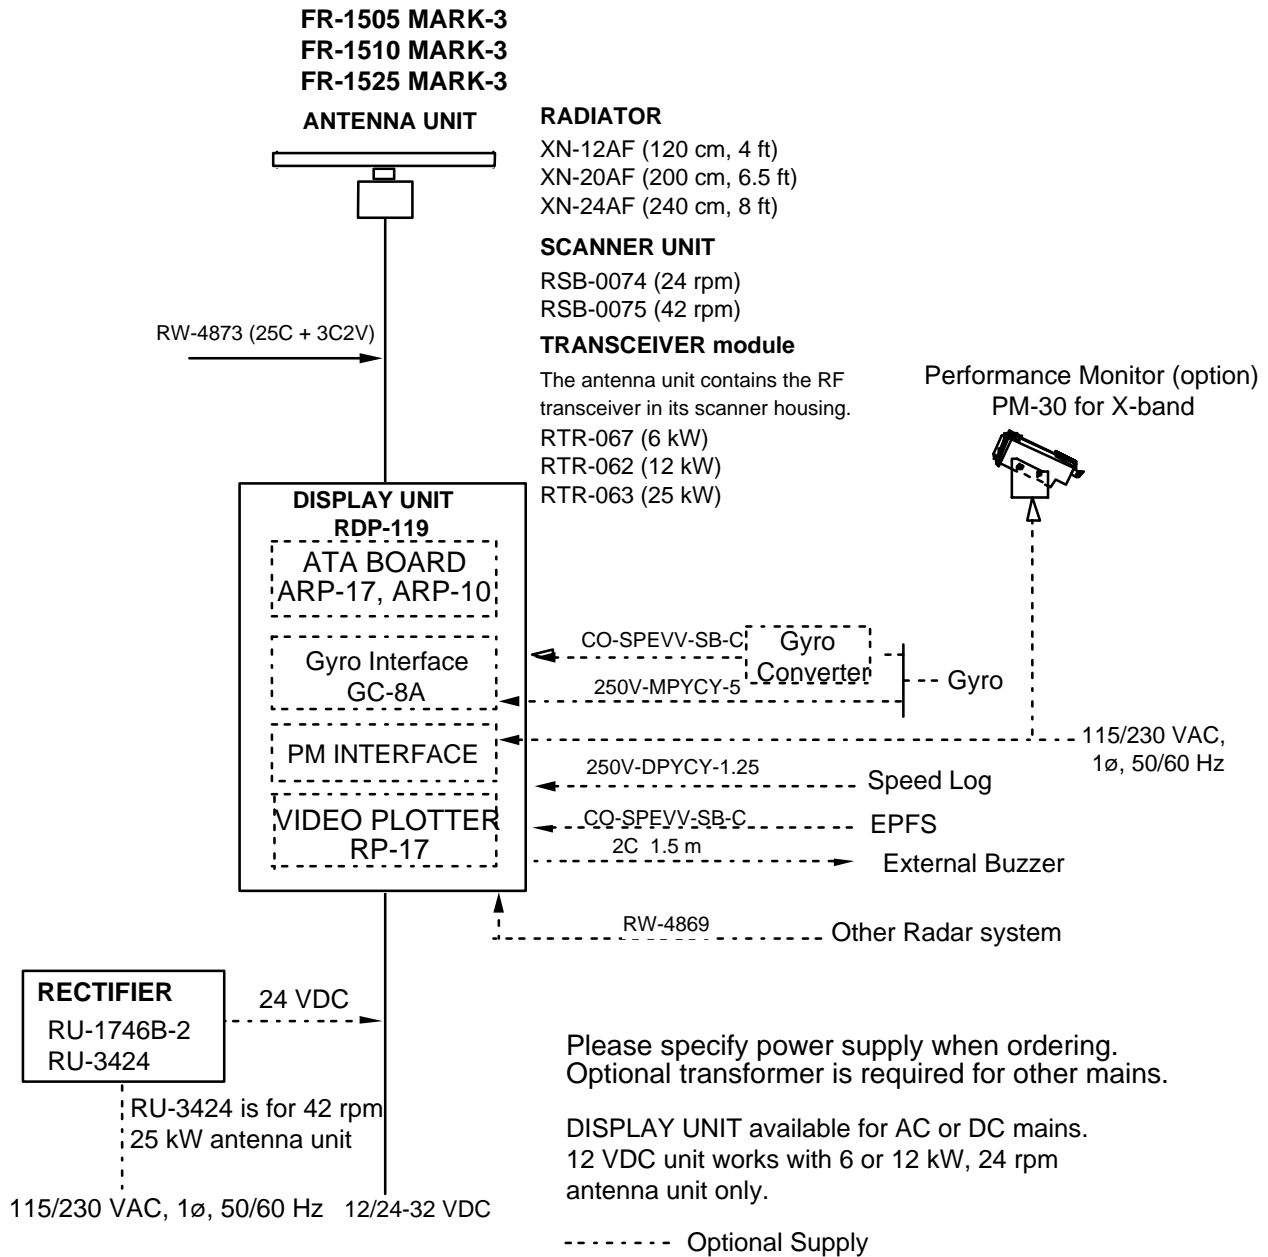 FR-1505 MARK-3
FR-1510 MARK-3
FR-1525 MARK-3
ANTENNA UNIT
RADIATOR
XN-12AF (120 cm, 4 ft)
XN-20AF (200 cm, 6.5 ft)
XN-24AF (240 cm, 8 ft)
SCANNER UNIT
RSB-0074 (24 rpm)
RSB-0075 (42 rpm)
RW-4873 (25C + 3C2V)
TRANSCEIVER module
The antenna unit contains the RF
transceiver in its scanner housing.
RTR-067 (6 kW)
RTR-062 (12 kW)
RTR-063 (25 kW)
Performance Monitor (option)
PM-30 for X-band
DISPLAY UNIT
RDP-119
ATA BOARD
ARP-17, ARP-10
Gyro Interface
GC-8A
PM INTERFACE
VIDEO PLOTTER
RP-17
CO-SPEVV-SB-C
Gyro
Converter
250V-MPYCY-5
Gyro
115/230 VAC,
1ø, 50/60 Hz
250V-DPYCY-1.25
Speed Log
CO-SPEVV-SB-C
EPFS
2C 1.5 m
External Buzzer
RW-4869
Other Radar system
RECTIFIER
RU-1746B-2
RU-3424
24 VDC
RU-3424 is for 42 rpm
25 kW antenna unit
115/230 VAC, 1ø, 50/60 Hz
12/24-32 VDC
Please specify power supply when ordering.
Optional transformer is required for other mains.
DISPLAY UNIT available for AC or DC mains.
12 VDC unit works with 6 or 12 kW, 24 rpm
antenna unit only.
Optional Supply